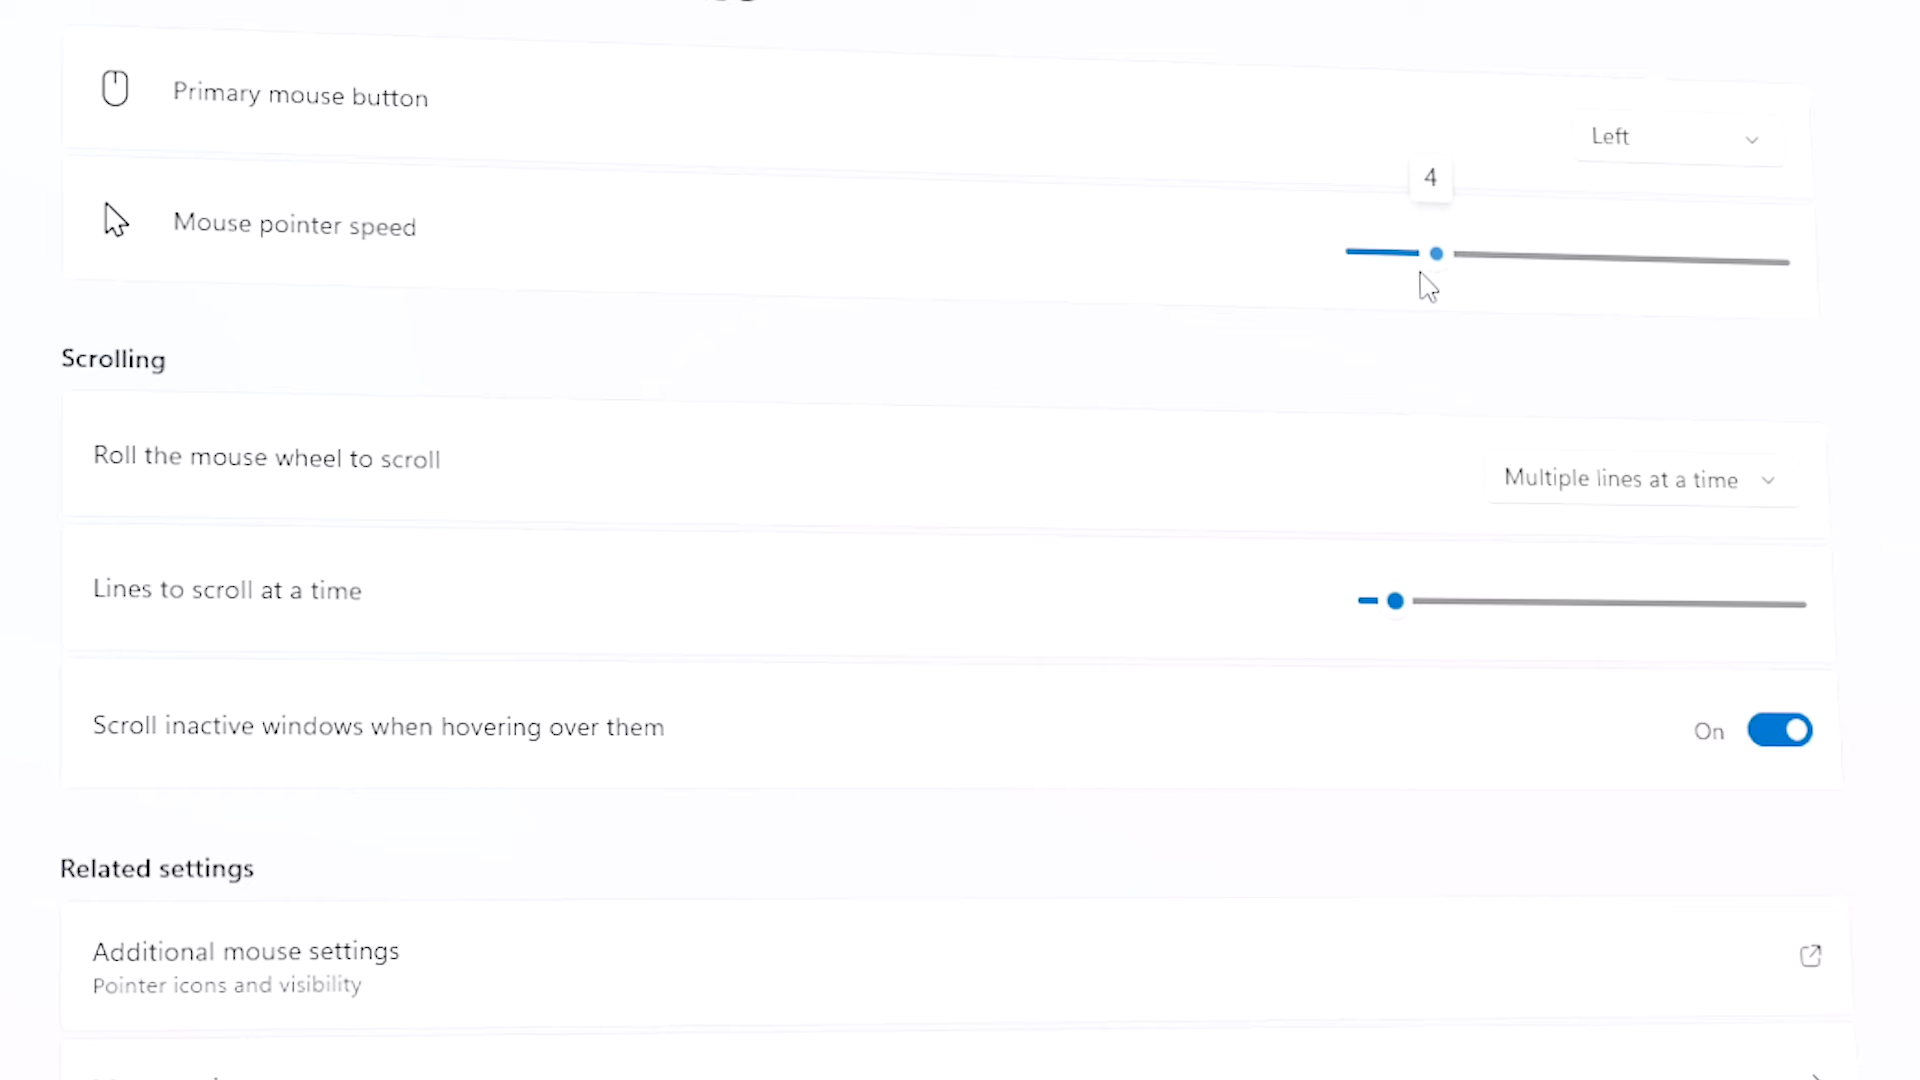 Primary mouse button
Left
4
Mouse pointer speed
Scrolling
Roll the mouse wheel to scroll
Multiple lines at a time
Lines to scroll at a time
Scroll inactive windows when hovering over them
On
Related settings
Additional mouse settings
Pointer icons and visibility